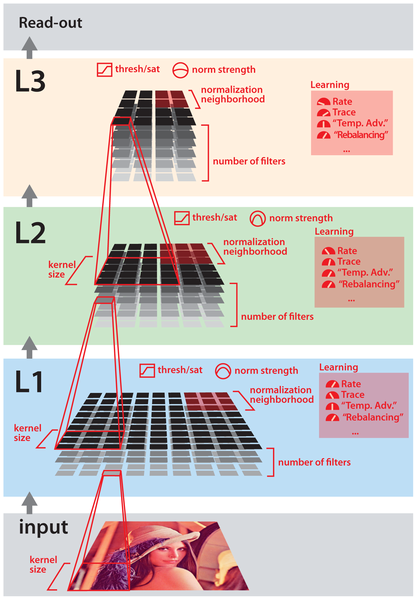 Read-out
L3
thresh/sat
norm strength
normalization
neighborhood
number of filters
Learning
Rate
Trace
“Temp. Adv.”
“Rebalancing”
...
L2
thresh/sat
norm strength
normalization
neighborhood
kernel
size
number of filters
Learning
Rate
Trace
“Temp. Adv.”
“Rebalancing”
...
L1
thresh/sat
norm strength
normalization
neighborhood
kernel
size
number of filters
Learning
Rate
Trace
“Temp. Adv.”
“Rebalancing”
...
input
kernel
size